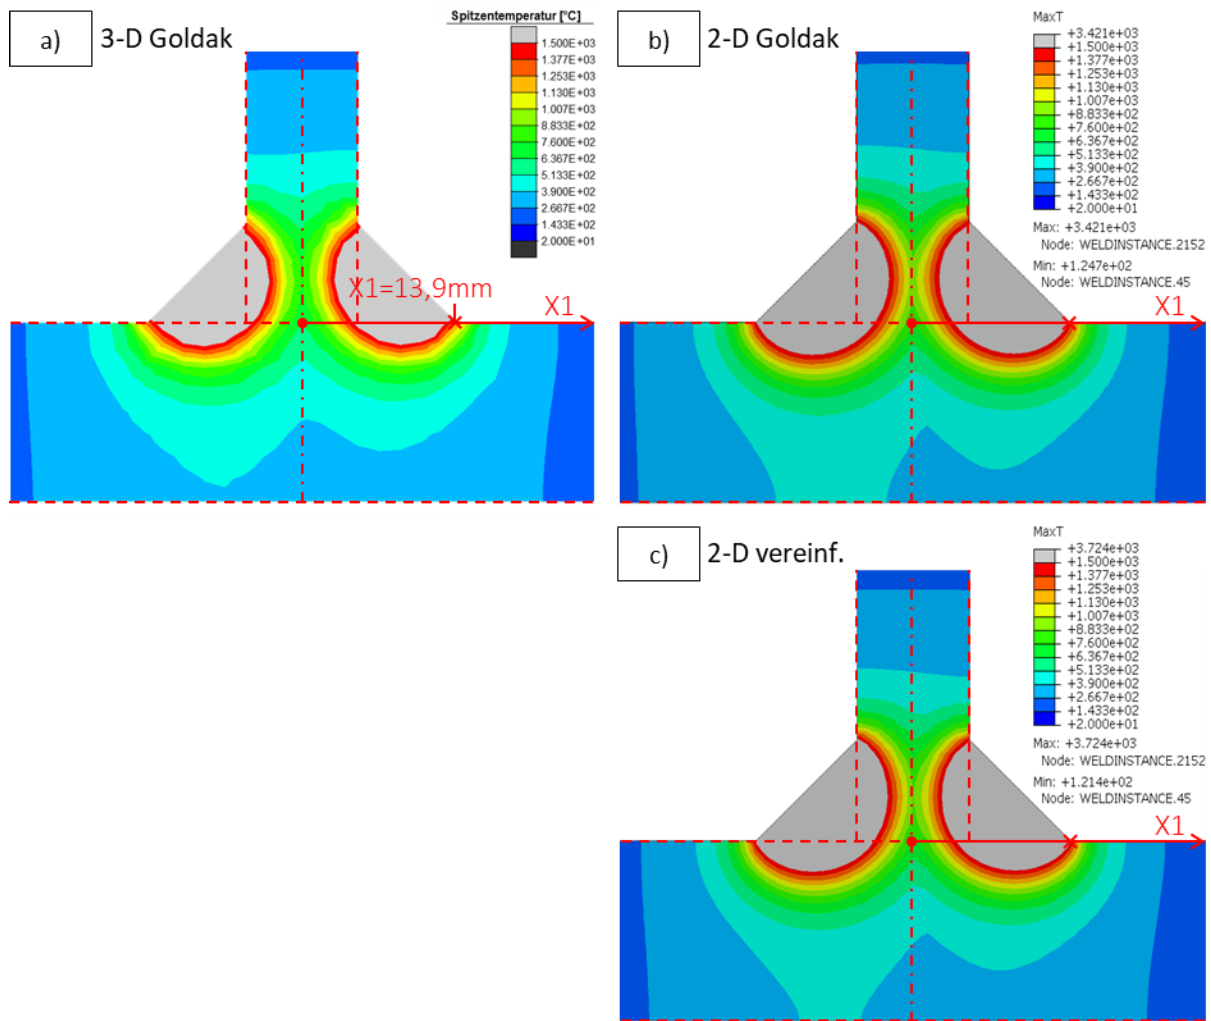 a)
3-D Goldak
Spitzentemperatur [°C]
1.500E+03
1.377E+03
1.253E+03
1.130E+03
1.007E+03
8.833E+02
7.600E+02
6.367E+02
5.133E+02
3.900E+02
2.667E+02
1.433E+02
2.000E+01
X1=13,9mm
X1
b)
2-D Goldak
MaxT
+3.421e+03
+1.500e+03
+1.377e+03
+1.253e+03
+1.130e+03
+1.007e+03
+8.833e+02
+7.600e+02
+6.367e+02
+5.133e+02
+3.900e+02
+2.667e+02
+1.433e+02
+2.000e+01
Max: +3.421e+03
Node: WELDINSTANCE.2152
Min: +1.247e+02
Node: WELDINSTANCE.45
X1
c)
2-D vereinf.
MaxT
+3.724e+03
+1.500e+03
+1.377e+03
+1.253e+03
+1.130e+03
+1.007e+03
+8.833e+02
+7.600e+02
+6.367e+02
+5.133e+02
+3.900e+02
+2.667e+02
+1.433e+02
+2.000e+01
Max: +3.724e+03
Node: WELDINSTANCE.2152
Min: +1.214e+02
Node: WELDINSTANCE.45
X1